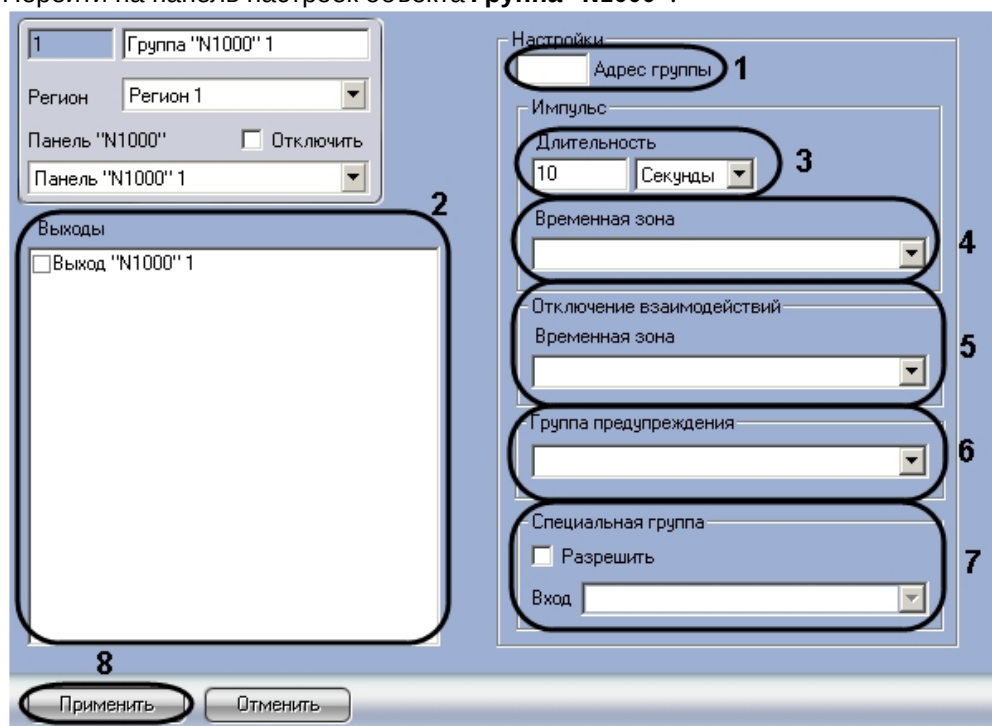 Перейти на панель настроек объекта Группа "N1000".
1 Группа "N1000" 1
Регион Регион 1
Панель "N1000" Отключить
Панель "N1000" 1
2
Выходы
Выход "N1000" 1
Настройки
Адрес группы 1
Импульс
Длительность
10 Секунды 3
Временная зона
4
Отключение взаимодействий
Временная зона
5
Группа предупреждения
6
Специальная группа
Разрешить
7
Вход
8
Применить Отменить